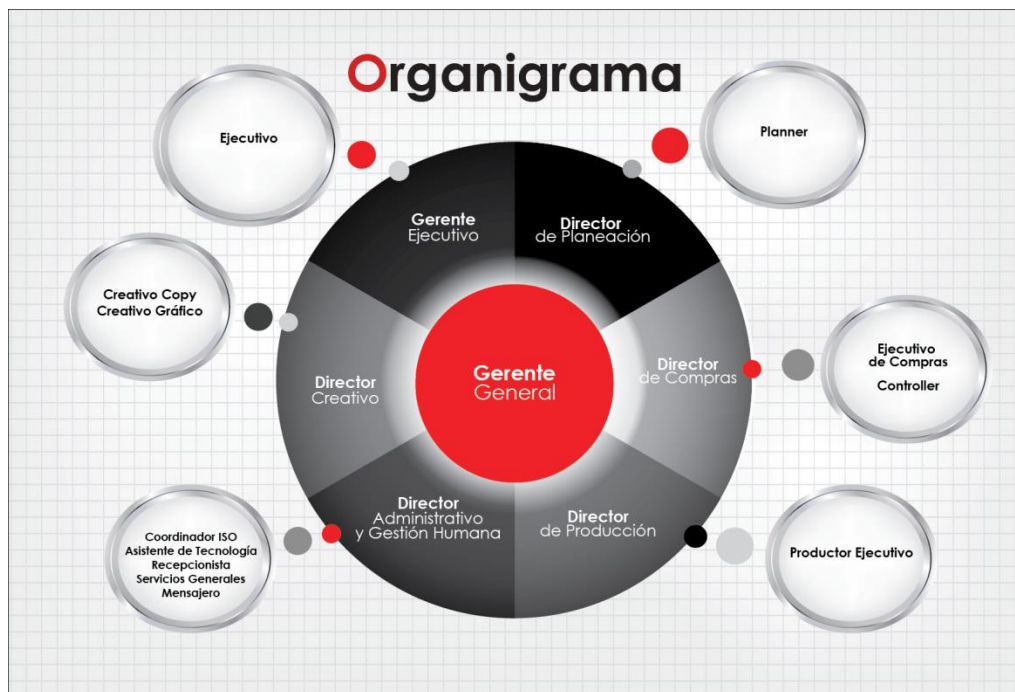 Organigrama
Ejecutivo
Planner
Gerente
Ejecutivo
Director
de Planeación
Creativo Copy
Creativo Gráfico
Director
Creativo
Gerente
General
Director
de Compras
Ejecutivo
de Compras
Controller
Director
Administrativo
y Gestión Humana
Director
de Producción
Coordinador ISO
Asistente de Tecnología
Recepcionista
Servicios Generales
Mensajero
Productor Ejecutivo